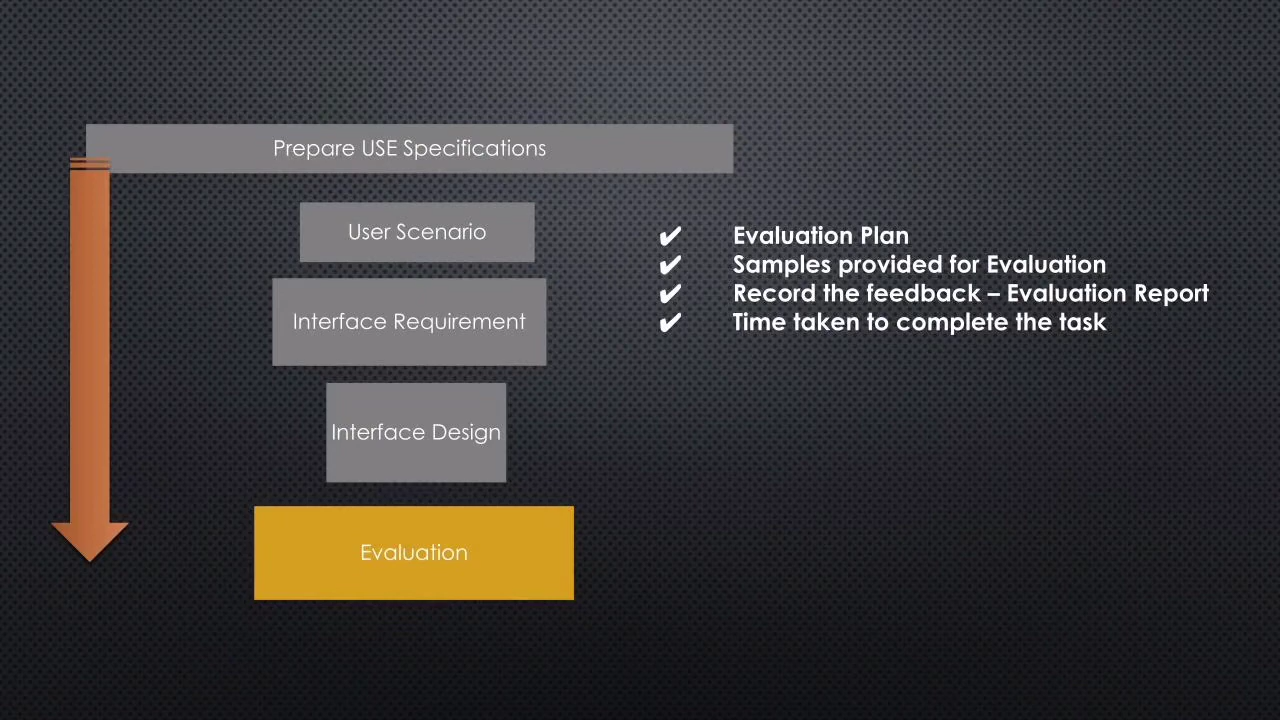 Prepare USE Specifications
User Scenario
Interface Requirement
Interface Design
Evaluation
✔ Evaluation Plan
✔ Samples provided for Evaluation
✔ Record the feedback – Evaluation Report
✔ Time taken to complete the task